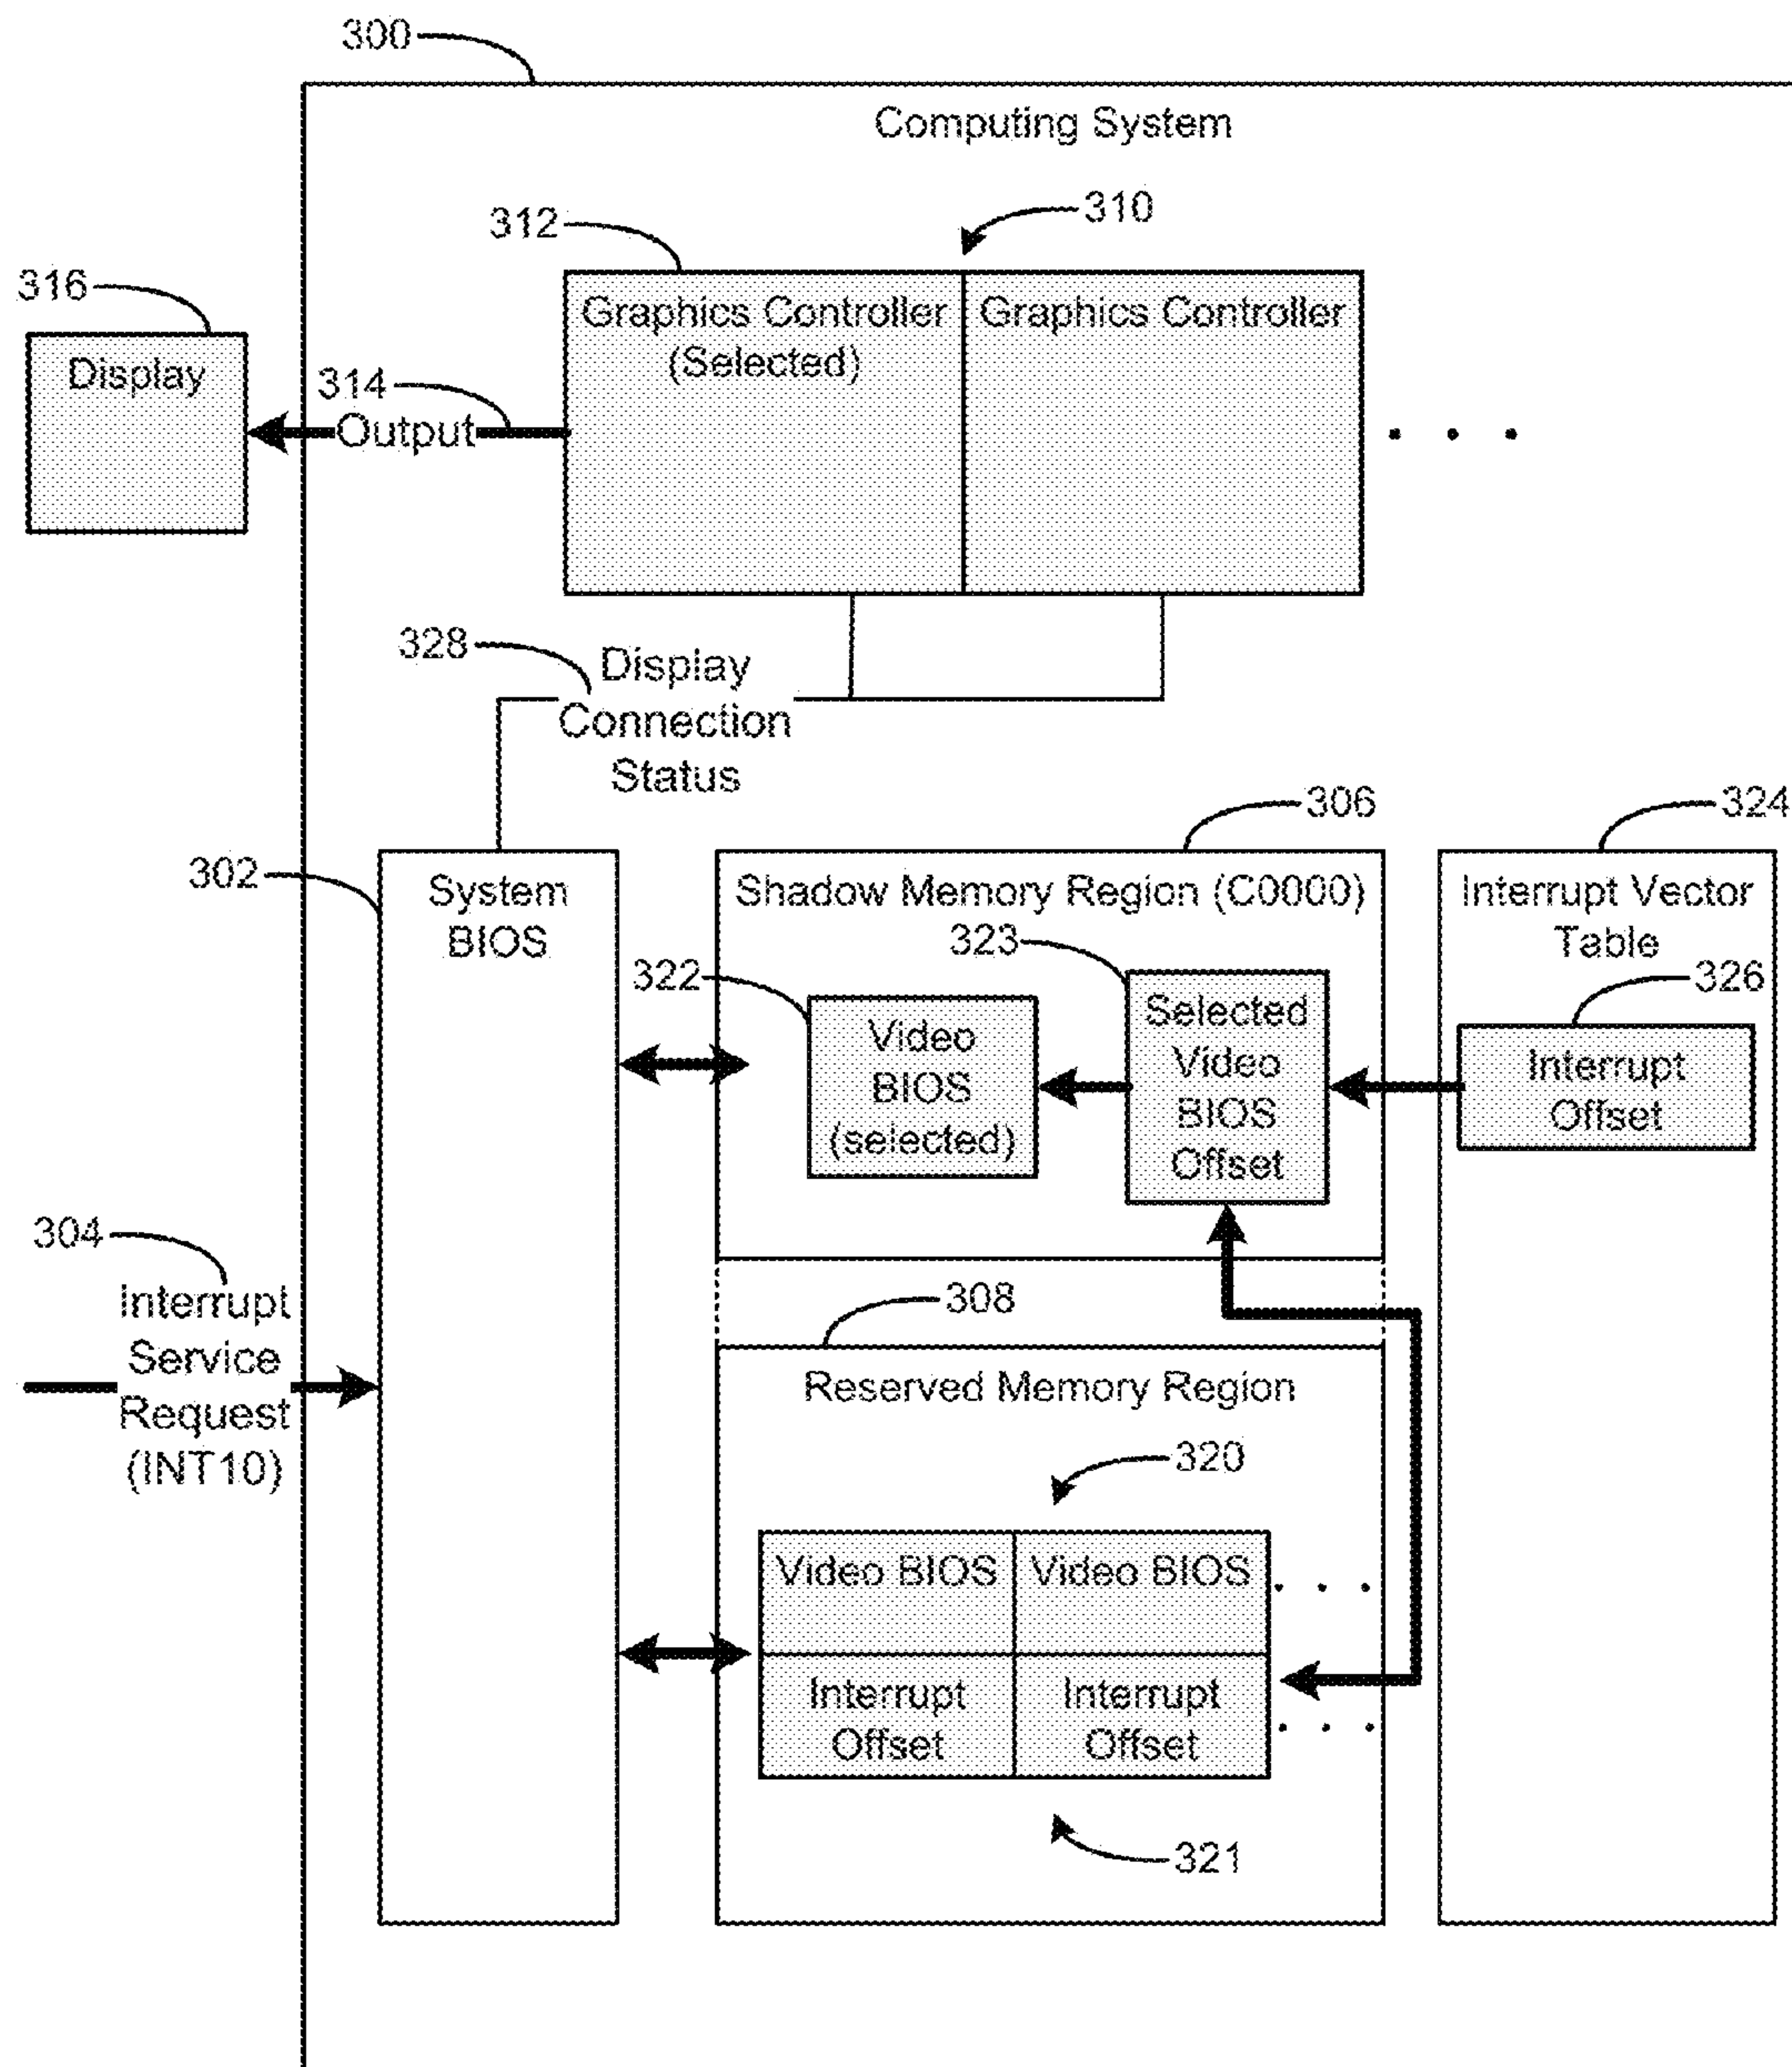 300
Computing System
312
310
316
Graphics Controller
(Selected)
Graphics Controller
Display
314
Output
. . .
328
Display
Connection
Status
306
324
302
System
BIOS
Shadow Memory Region (C0000)
Interrupt Vector
Table
323
322
326
Video
BIOS
(selected)
Selected
Video
BIOS
Offset
Interrupt
Offset
304
Interrupt
Service
Request
(INT10)
308
Reserved Memory Region
320
Video BIOS
Video BIOS
. . .
Interrupt
Offset
Interrupt
Offset
. . .
321